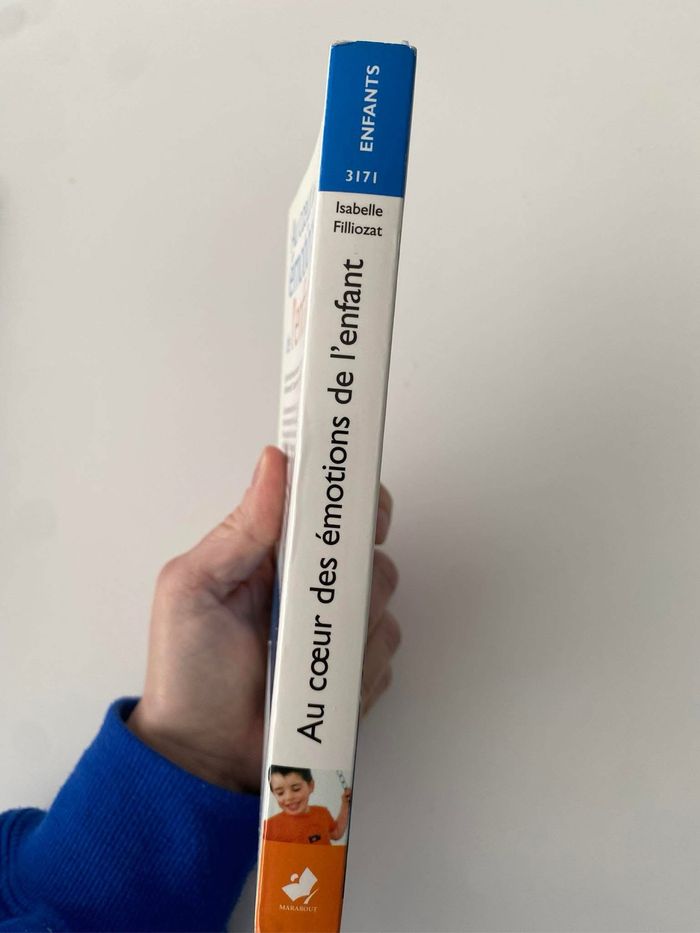 ENFANTS
3171
Isabelle
Filliozat
Au cœur des émotions de l'enfant
MARABOUT